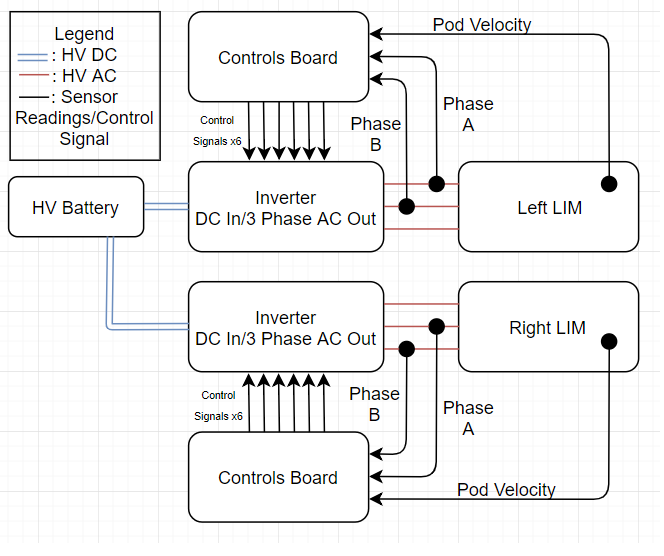 Legend
: HV DC
: HV AC
: Sensor
Readings/Control
Signal
Controls Board
Pod Velocity
Control
Signals x6
Phase
B
Phase
A
HV Battery
Inverter
DC In/3 Phase AC Out
Left LIM
Inverter
DC In/3 Phase AC Out
Right LIM
Control
Signals x6
Phase
B
Phase
A
Controls Board
Pod Velocity